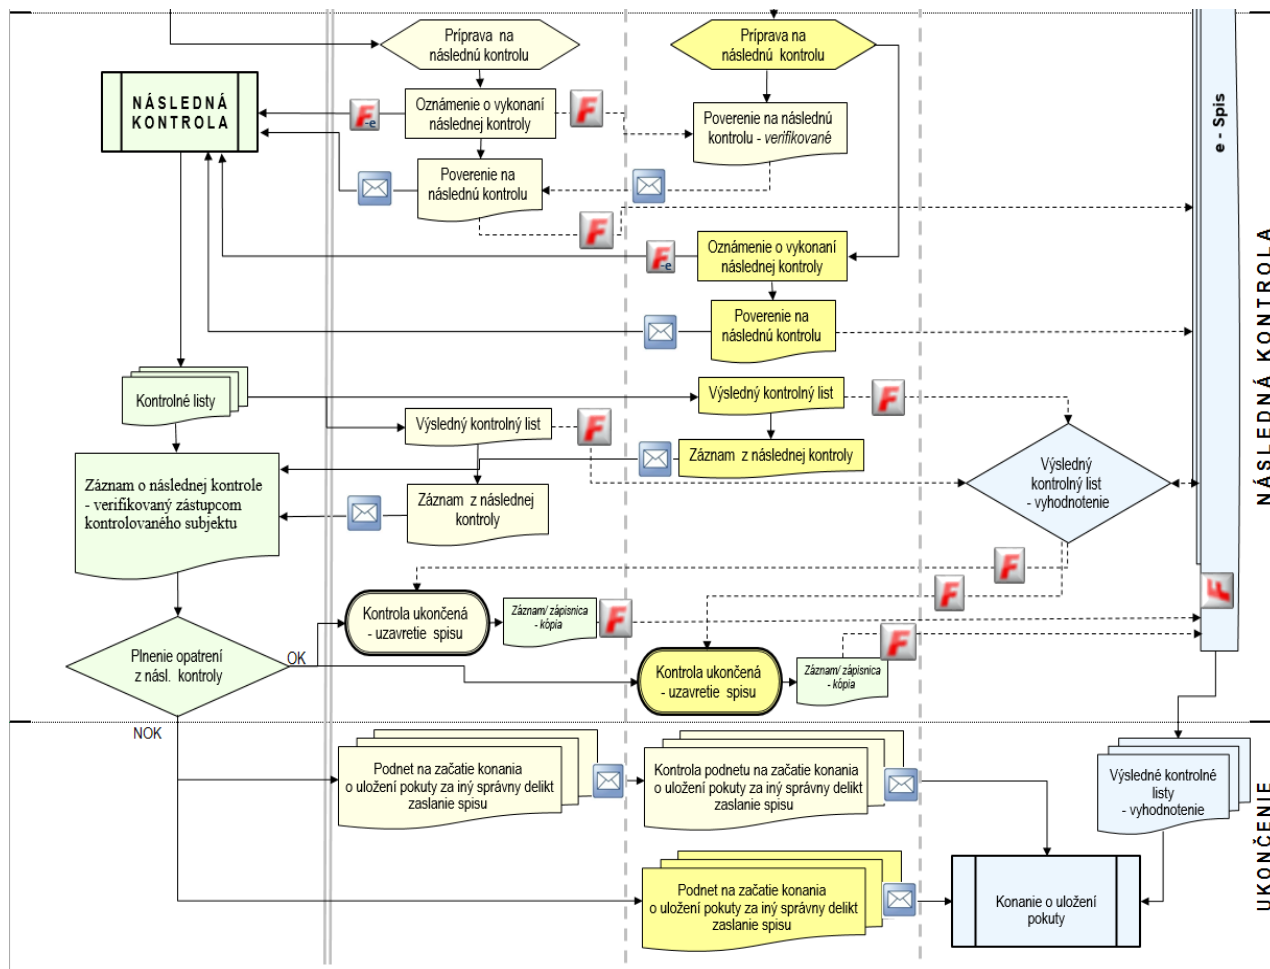 Príprava na
následnú kontrolu
Príprava na
následnú kontrolu
NÁSLEDNÁ
KONTROLA
Oznámenie o vykonaní
následnej kontroly
F-e
F
Poverenie na následnú
kontrolu - verifikované
e - Spis
Poverenie na
následnú kontrolu
F
Oznámenie o vykonaní
následnej kontroly
F-e
Poverenie na
následnú kontrolu
NÁSLEDNÁ KONTROLA
Kontrolné listy
Výsledný kontrolný list
F
Výsledný kontrolný list
F
Záznam z následnej kontroly
Výsledný
kontrolný list
- vyhodnotenie
Záznam o následnej kontrole
- verifikovaný zástupcom
kontrolovaného subjektu
Záznam z následnej
kontroly
F
F
F
Kontrola ukončená
- uzavretie spisu
Záznam/ zápisnica
- kópia
F
F
Plnenie opatrení
z násl. kontroly
OK
Kontrola ukončená
- uzavretie spisu
Záznam/ zápisnica
- kópia
NOK
Podnet na začatie konania
o uložení pokuty za iný správny delikt
zaslanie spisu
Kontrola podnetu na začatie konania
o uložení pokuty za iný správny delikt
zaslanie spisu
Výsledné kontrolné
listy
- vyhodnotenie
UKONČENIE
Podnet na začatie konania
o uložení pokuty za iný správny delikt
zaslanie spisu
Konanie o uložení
pokuty